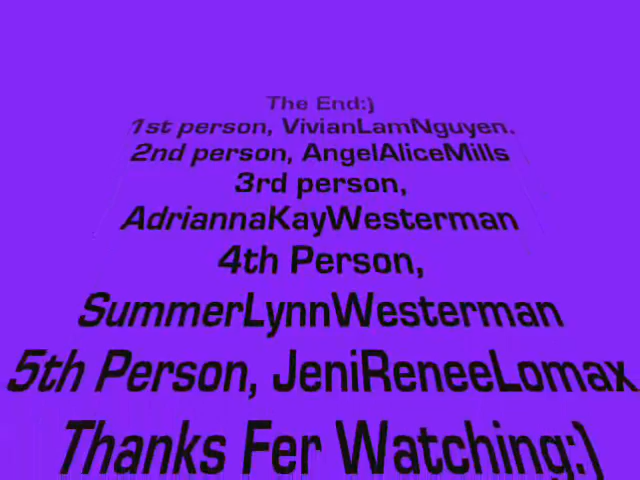 The End:)
1st person, VivianLamNguyen.
2nd person, AngelAliceMills
3rd person,
AdriannaKayWesterman
4th Person,
SummerLynnWesterman
5th Person, JeniReneeLomax
Thanks Fer Watching:)